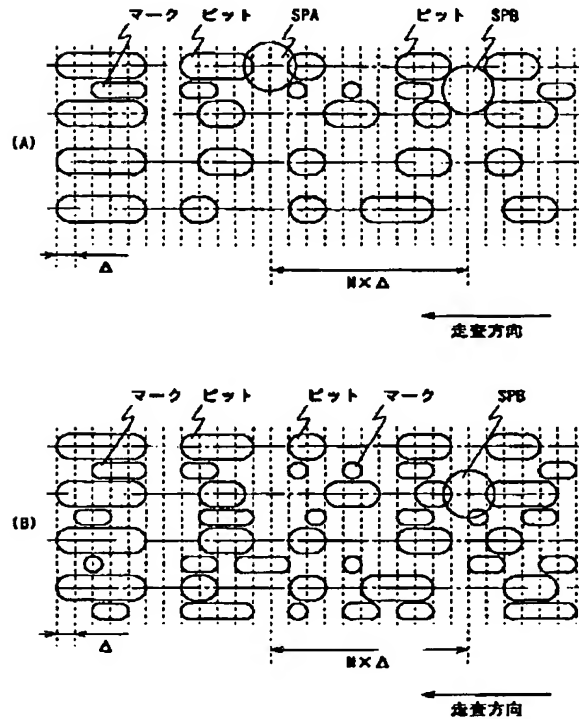 マーク ピット SPA ピット SPB
(A)
Δ
N×Δ
走査方向
マーク ピット ピット マーク SPB
(B)
Δ
N×Δ
走査方向